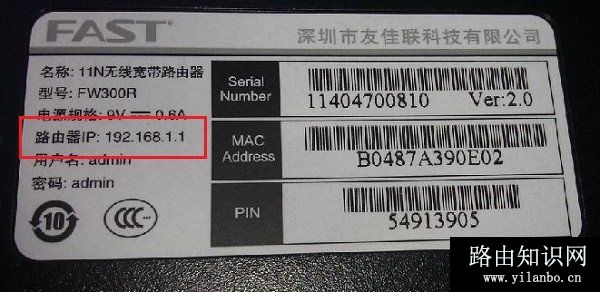 FAST®
深圳市友佳联科技有限公司
名称: 11N无线宽带路由器
型号: FW300R
电源规格: 9V⎓0.6A
路由器IP: 192.168.1.1
用户名: admin
密码: admin
10
CCC
Serial
Number
11404700810 Ver:2.0
MAC
Address
B0487A390E02
PIN
54913905
路由知识网
www.yilanbo.cn